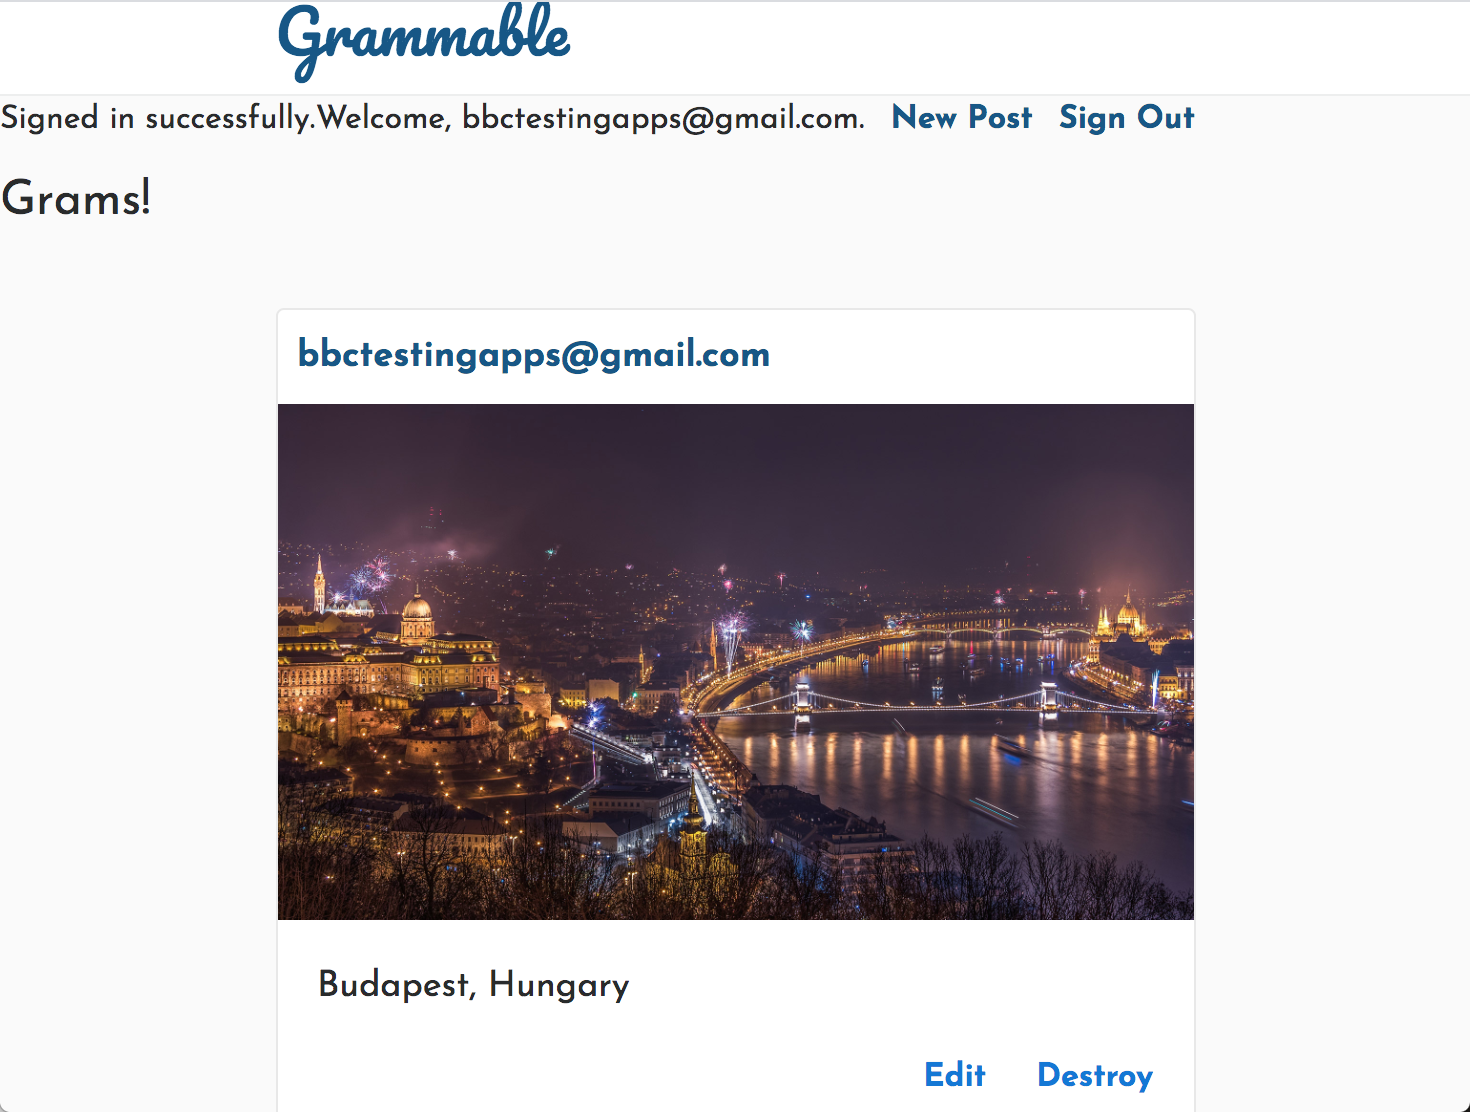 Grammable
Signed in successfully.Welcome, bbctestingapps@gmail.com. New Post Sign Out
Grams!
bbctestingapps@gmail.com
Budapest, Hungary
Edit Destroy